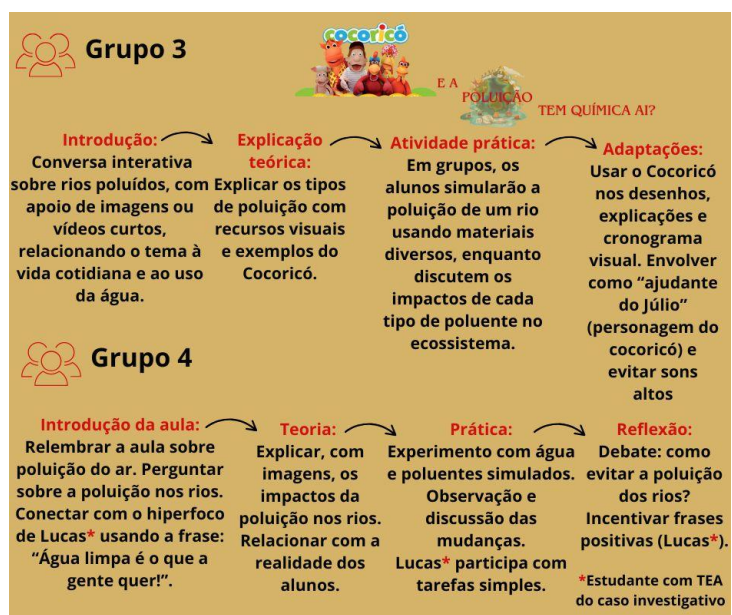 Grupo 3
cocoricó
E A
POLUIÇÃO
TEM QUÍMICA AI?
Introdução:
Conversa interativa
sobre rios poluídos, com
apoio de imagens ou
vídeos curtos,
relacionando o tema à
vida cotidiana e ao uso
da água.
Explicação
teórica:
Explicar os tipos
de poluição com
recursos visuais
e exemplos do
Cocoricó.
Atividade prática:
Em grupos, os
alunos simularão a
poluição de um rio
usando materiais
diversos, enquanto
discutem os
impactos de cada
tipo de poluente no
ecossistema.
Adaptações:
Usar o Cocoricó
nos desenhos,
explicações e
cronograma
visual. Envolver
como “ajudante
do Júlio”
(personagem do
cocoricó) e
evitar sons
altos
Grupo 4
Introdução da aula:
Relembrar a aula sobre
poluição do ar. Perguntar
sobre a poluição nos rios.
Conectar com o hiperfoco
de Lucas* usando a frase:
“Água limpa é o que a
gente quer!”.
Teoria:
Explicar, com
imagens, os
impactos da
poluição nos rios.
Relacionar com a
realidade dos
alunos.
Prática:
Experimento com água
e poluentes simulados.
Observação e
discussão das
mudanças.
Lucas* participa com
tarefas simples.
Reflexão:
Debate: como
evitar a poluição
dos rios?
Incentivar frases
positivas (Lucas*).
*Estudante com TEA
do caso investigativo